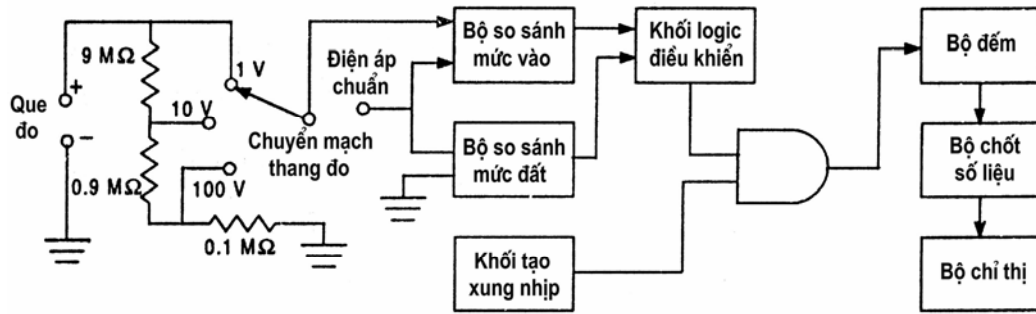 9 MΩ
+
Que
đo
−
0.9 MΩ
10 V
100 V
0.1 MΩ
1 V
Chuyển mạch
thang đo
Điện áp
chuẩn
Bộ so sánh
mức vào
Bộ so sánh
mức đất
Khối tạo
xung nhịp
Khối logic
điều khiển
Bộ đếm
Bộ chốt
số liệu
Bộ chỉ thị